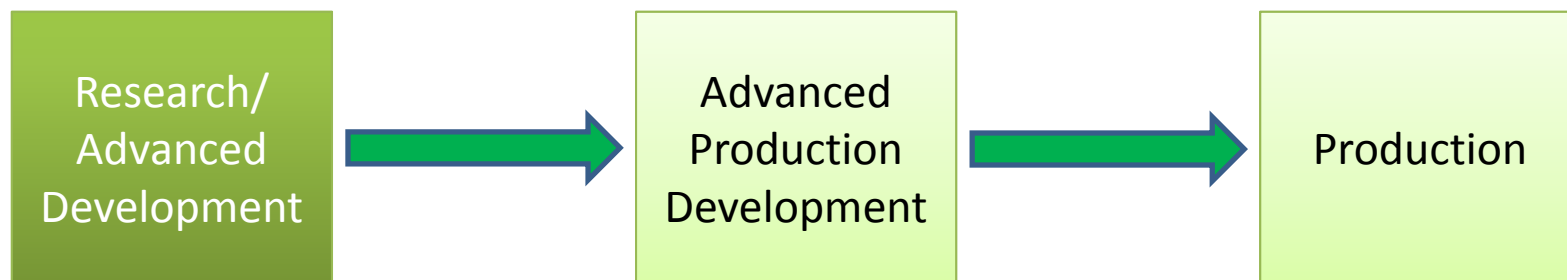 Research/
Advanced
Development
Advanced
Production
Development
Production